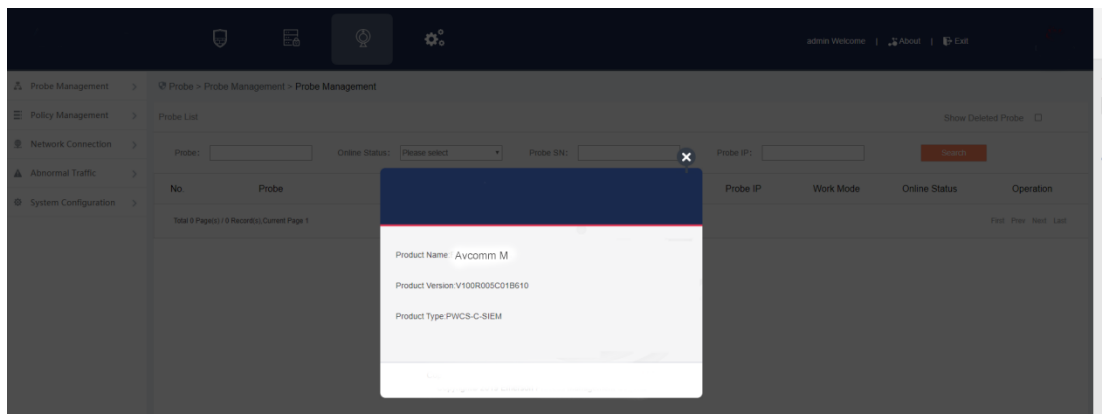 admin Welcome | About | Exit
Probe Management >
Policy Management >
Network Connection >
Abnormal Traffic >
System Configuration >
Probe > Probe Management > Probe Management
Probe List
Show Deleted Probe
Probe: Online Status: Please select Probe SN: Probe IP: Search
No. Probe Probe IP Work Mode Online Status Operation
Total 0 Page(s) / 0 Record(s),Current Page 1
First Prev Next Last
Product Name: Avcomm M
Product Version:V100R005C01B610
Product Type:PWCS-C-SIEM